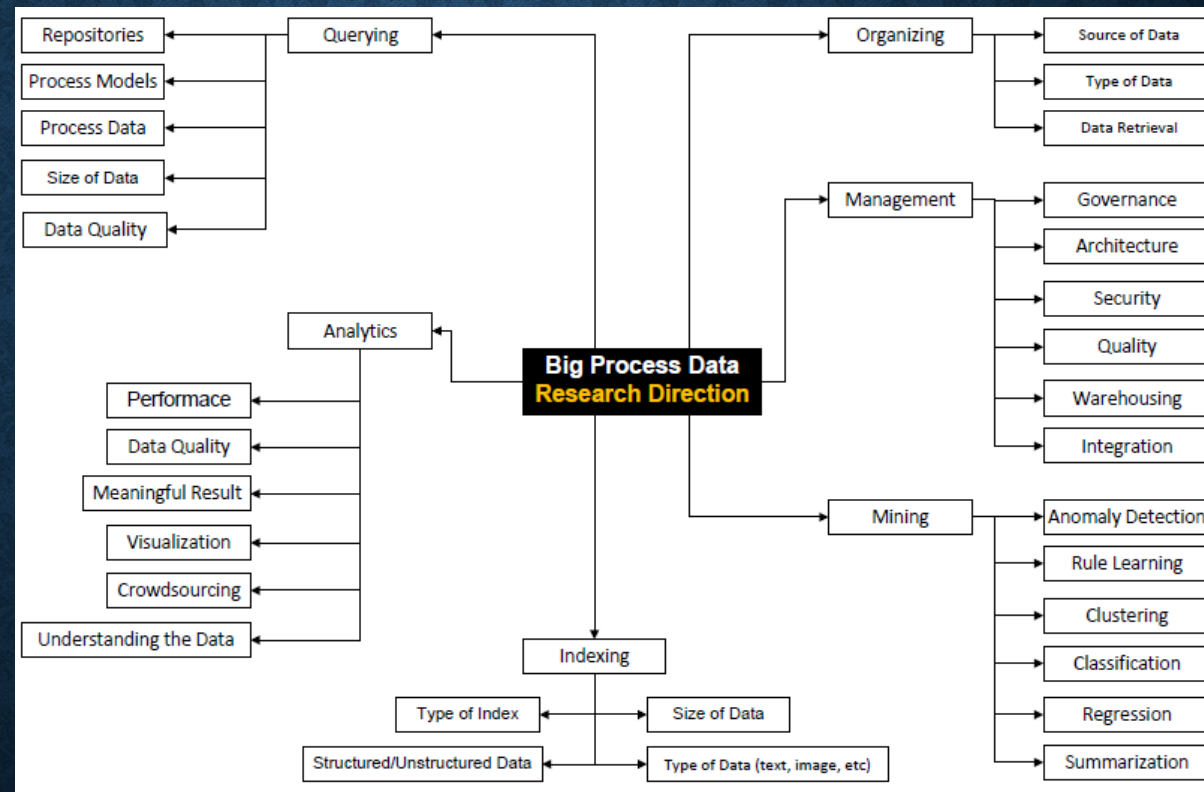 Repositories
Process Models
Process Data
Size of Data
Data Quality
Querying
Organizing
Source of Data
Type of Data
Data Retrieval
Management
Governance
Architecture
Security
Quality
Warehousing
Integration
Analytics
Performace
Data Quality
Meaningful Result
Visualization
Crowdsourcing
Understanding the Data
Big Process Data
Research Direction
Mining
Anomaly Detection
Rule Learning
Clustering
Classification
Regression
Summarization
Indexing
Type of Index
Size of Data
Structured/Unstructured Data
Type of Data (text, image, etc)